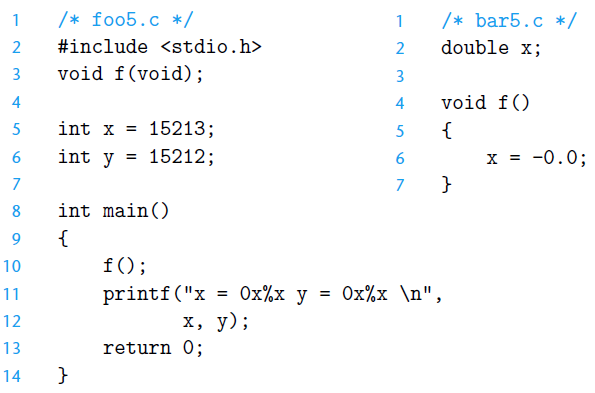 1 /* foo5.c */
2 #include <stdio.h>
3 void f(void);
4
5 int x = 15213;
6 int y = 15212;
7
8 int main()
9 {
10 f();
11 printf("x = 0x%x y = 0x%x \n",
12 x, y);
13 return 0;
14 }
1 /* bar5.c */
2 double x;
3
4 void f()
5 {
6 x = -0.0;
7 }